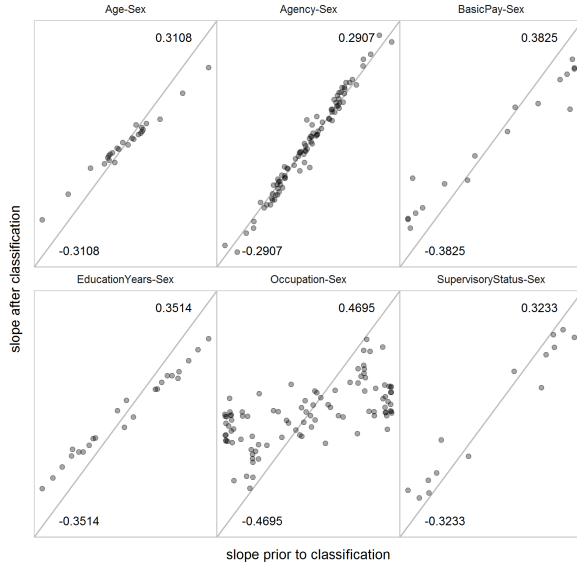 Age-Sex
Agency-Sex
BasicPay-Sex
0.3108
0.2907
0.3825
-0.3108
-0.2907
-0.3825
EducationYears-Sex
Occupation-Sex
SupervisoryStatus-Sex
0.3514
0.4695
0.3233
-0.3514
-0.4695
-0.3233
slope after classification
slope prior to classification